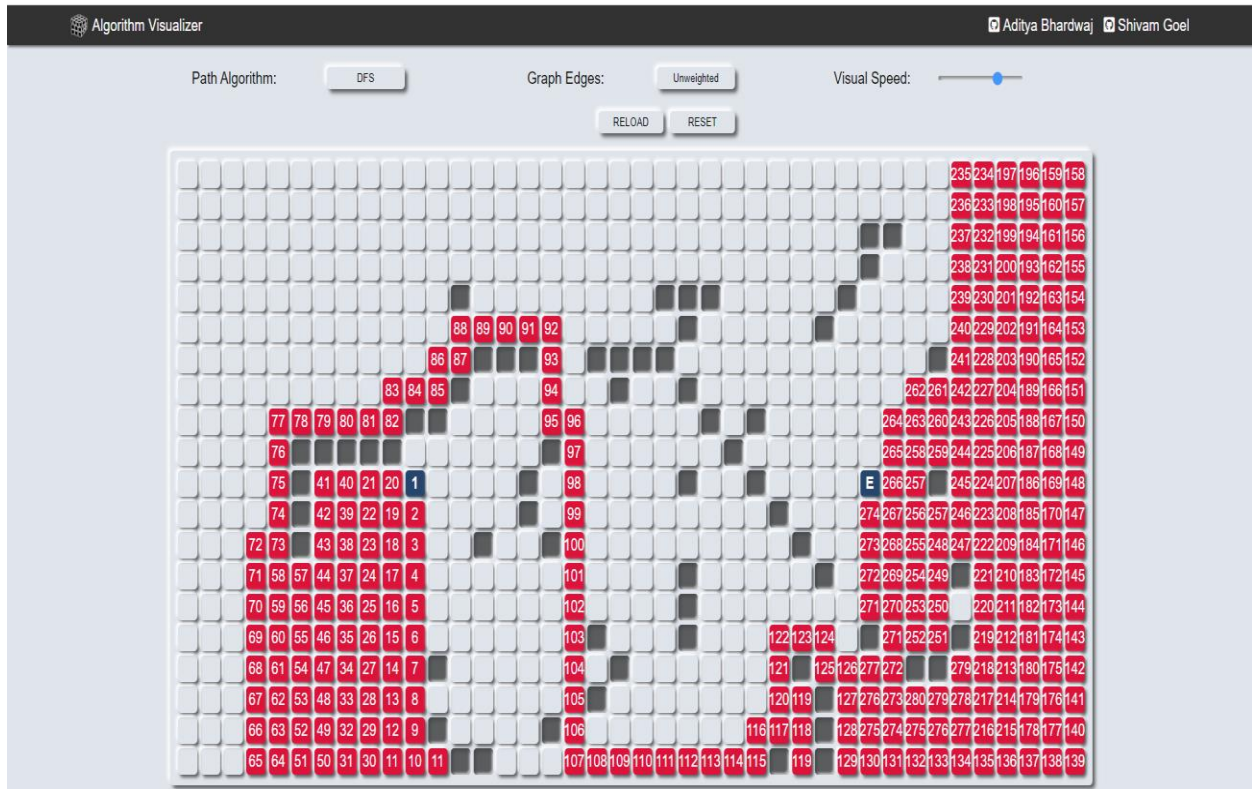 Algorithm Visualizer Aditya Bhardwaj Shivam Goel
Path Algorithm: DFS Graph Edges: Unweighted Visual Speed:
RELOAD RESET
235 234 197 196 159 158
236 233 198 195 160 157
237 232 199 194 161 156
238 231 200 193 162 155
239 230 201 192 163 154
88 89 90 91 92 240 229 202 191 164 153
86 87 93 241 228 203 190 165 152
83 84 85 94 262 261 242 227 204 189 166 151
77 78 79 80 81 82 95 96 264 263 260 243 226 205 188 167 150
76 97 265 258 259 244 225 206 187 168 149
75 41 40 21 20 1 98 E 266 257 245 224 207 186 169 148
74 42 39 22 19 2 99 274 267 256 257 246 223 208 185 170 147
72 73 43 38 23 18 3 100 273 268 255 248 247 222 209 184 171 146
71 58 57 44 37 24 17 4 101 272 269 254 249 221 210 183 172 145
70 59 56 45 36 25 16 5 102 271 270 253 250 220 211 182 173 144
69 60 55 46 35 26 15 6 103 122 123 124 271 252 251 219 212 181 174 143
68 61 54 47 34 27 14 7 104 121 125 126 277 272 279 218 213 180 175 142
67 62 53 48 33 28 13 8 105 120 119 127 276 273 280 279 278 217 214 179 176 141
66 63 52 49 32 29 12 9 106 116 117 118 128 275 274 275 276 277 216 215 178 177 140
65 64 51 50 31 30 11 10 11 107 108 109 110 111 112 113 114 115 119 129 130 131 132 133 134 135 136 137 138 139